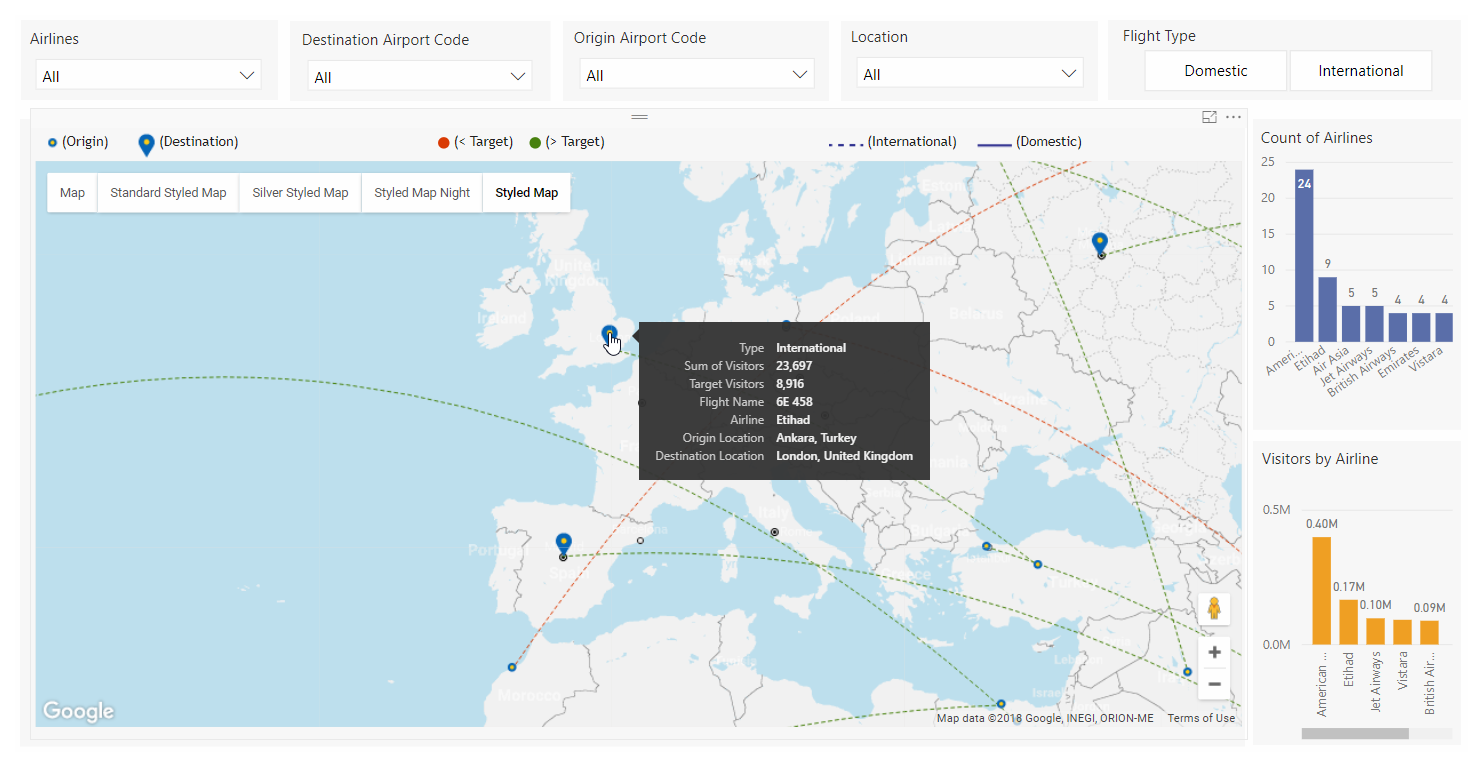 Airlines
All
Destination Airport Code
All
Origin Airport Code
All
Location
All
Flight Type
Domestic
International
(Origin)
(Destination)
(< Target)
(> Target)
(International)
(Domestic)
Map
Standard Styled Map
Silver Styled Map
Styled Map Night
Styled Map
United
Kingdom
Ireland
Belarus
Type International
Sum of Visitors 23,697
Target Visitors 8,916
Flight Name 6E 458
Airline Etihad
Origin Location Ankara, Turkey
Destination Location London, United Kingdom
Italy
Portugal
Spain
Bulgaria
Greece
Morocco
Israel
Google
Map data ©2018 Google, INEGI, ORION-ME
Terms of Use
Count of Airlines
25
20
15
10
5
0
24
9
5
5
4
4
4
Ameri...
Etihad
Air Asia
Jet Airways
British Airways
Emirates
Vistara
Visitors by Airline
0.5M
0.0M
0.40M
0.17M
0.10M
0.09M
American ...
Etihad
Jet Airways
Vistara
British Air...